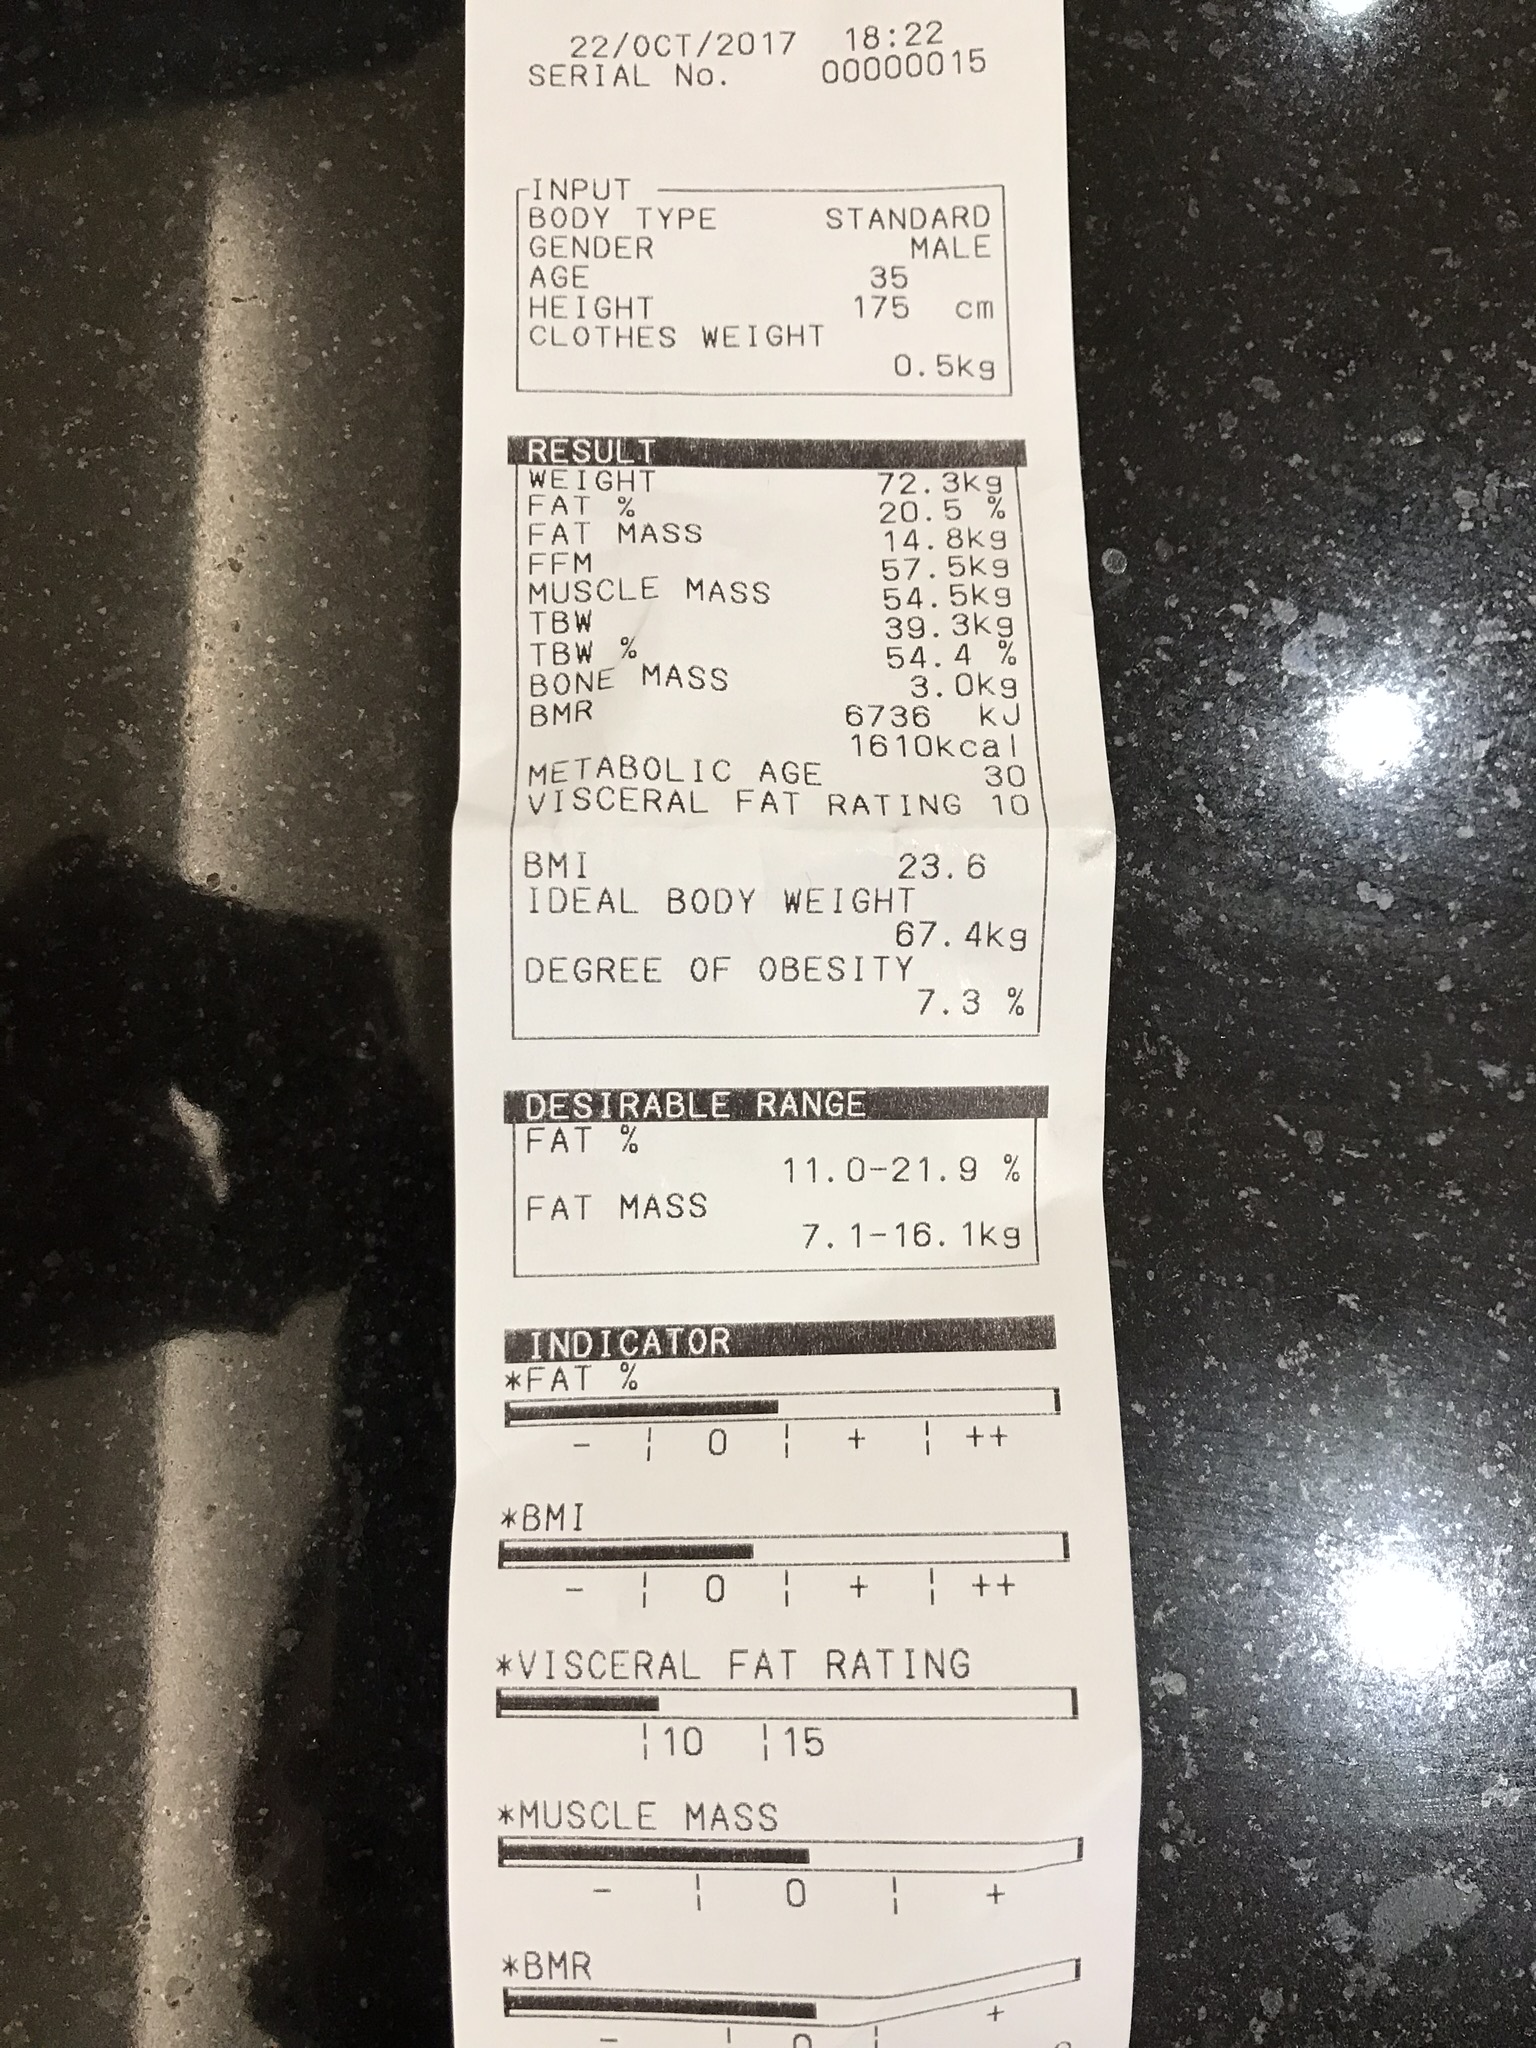 22/OCT/2017 18:22
SERIAL No. 00000015
INPUT
BODY TYPE STANDARD
GENDER MALE
AGE 35
HEIGHT 175 cm
CLOTHES WEIGHT
0.5kg
RESULT
WEIGHT 72.3kg
FAT % 20.5 %
FAT MASS 14.8kg
FFM 57.5kg
MUSCLE MASS 54.5kg
TBW 39.3kg
TBW % 54.4 %
BONE MASS 3.0kg
BMR 6736 kJ
1610kcal
METABOLIC AGE 30
VISCERAL FAT RATING 10
BMI 23.6
IDEAL BODY WEIGHT
67.4kg
DEGREE OF OBESITY
7.3 %
DESIRABLE RANGE
FAT %
11.0-21.9 %
FAT MASS
7.1-16.1kg
INDICATOR
*FAT %
- ¦ 0 ¦ + ¦ ++
*BMI
- ¦ 0 ¦ + ¦ ++
*VISCERAL FAT RATING
¦10 ¦15
*MUSCLE MASS
- ¦ 0 ¦ +
*BMR
- ¦ 0 ¦ +